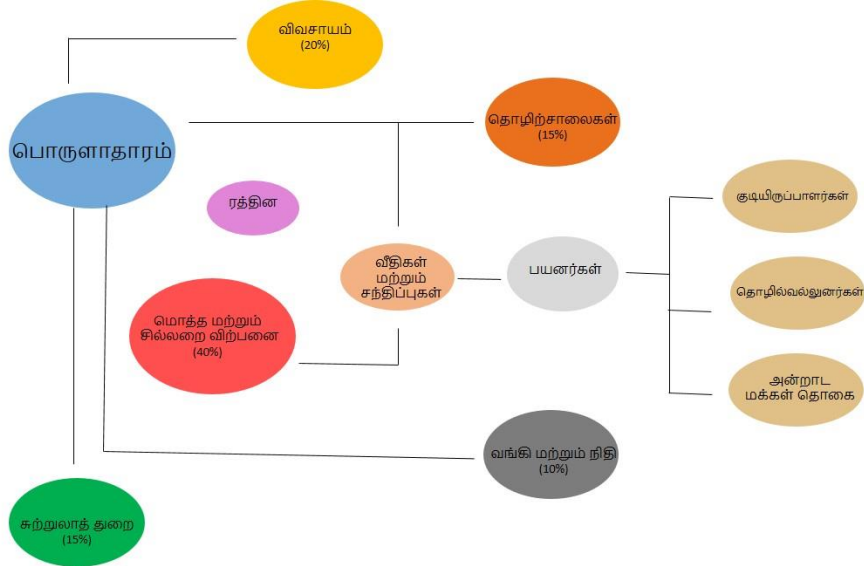 விவசாயம்
(20%)
பொருளாதாரம்
தொழிற்சாலைகள்
(15%)
ரத்தின
குடியிருப்பாளர்கள்
வீதிகள்
மற்றும்
சந்திப்புகள்
பயனர்கள்
தொழில்வல்லுனர்கள்
மொத்த மற்றும்
சில்லறை விற்பனை
(40%)
அன்றாட
மக்கள் தொகை
வங்கி மற்றும் நிதி
(10%)
சுற்றுலாத் துறை
(15%)